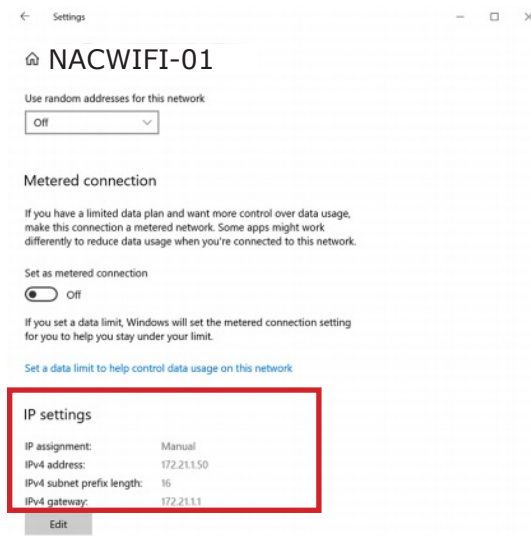 Settings
NACWIFI-01
Use random addresses for this network
Off
Metered connection
If you have a limited data plan and want more control over data usage,
make this connection a metered network. Some apps might work
differently to reduce data usage when you're connected to this network.
Set as metered connection
Off
If you set a data limit, Windows will set the metered connection setting
for you to help you stay under your limit.
Set a data limit to help control data usage on this network
IP settings
IP assignment: Manual
IPv4 address: 172.21.1.50
IPv4 subnet prefix length: 16
IPv4 gateway: 172.21.1.1
Edit